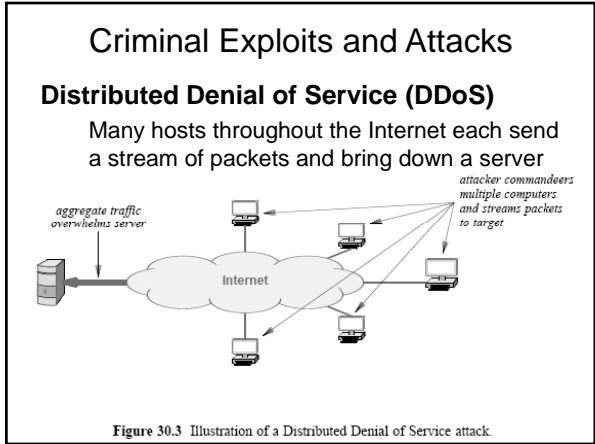 Criminal Exploits and Attacks
Distributed Denial of Service (DDoS)
Many hosts throughout the Internet each send
a stream of packets and bring down a server
attacker commandeers
multiple computers
and streams packets
to target
aggregate traffic
overwhelms server
Internet
Figure 30.3 Illustration of a Distributed Denial of Service attack.